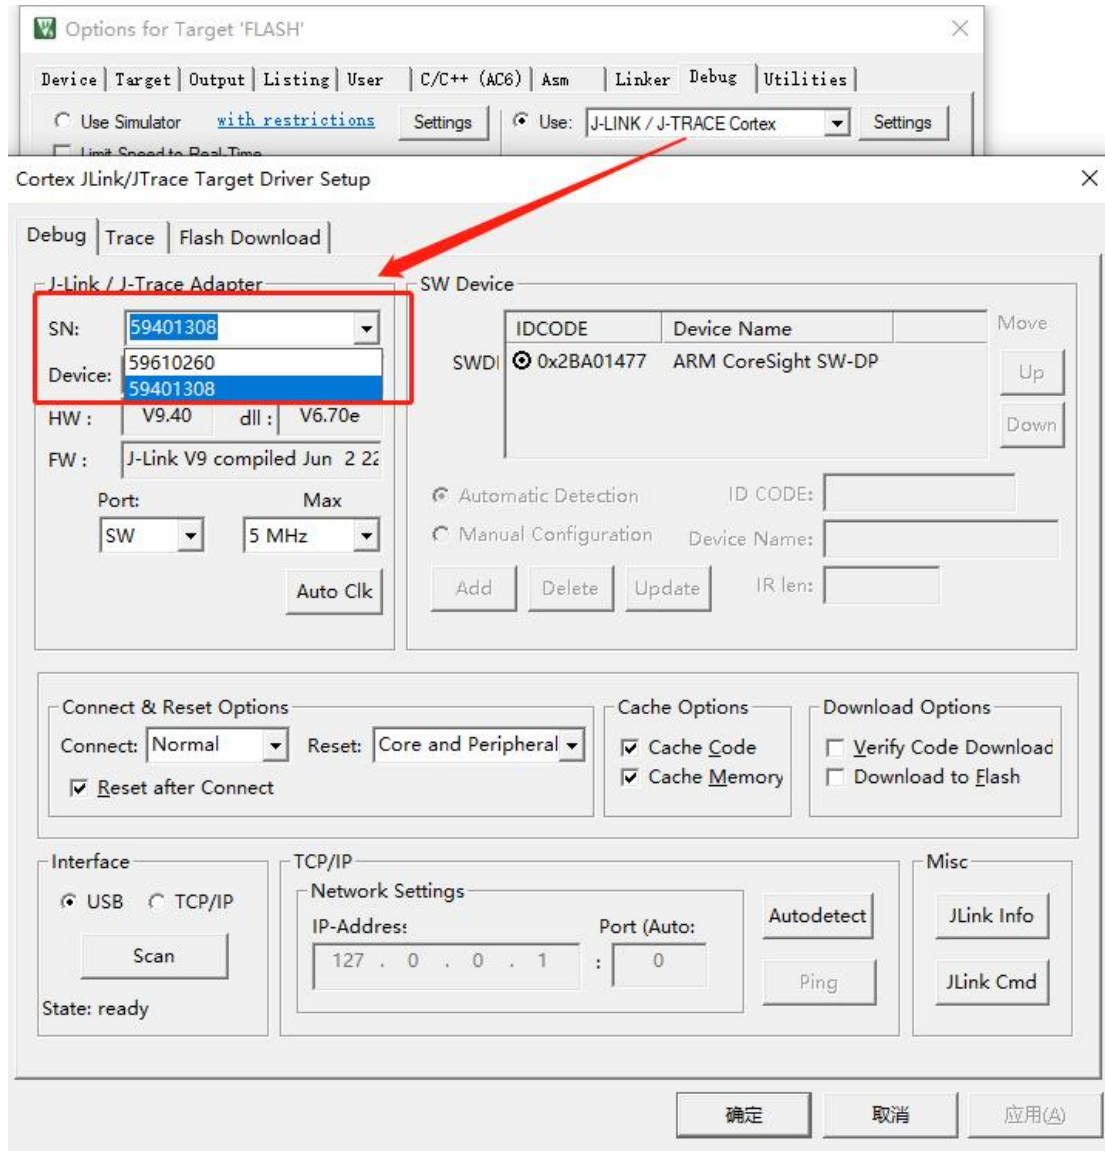 Options for Target 'FLASH'
Device Target Output Listing User C/C++ (AC6) Asm Linker Debug Utilities
Use Simulator with restrictions Settings Use: J-LINK / J-TRACE Cortex Settings
Limit Speed to Real-Time
Cortex JLink/JTrace Target Driver Setup
Debug Trace Flash Download
J-Link / J-Trace Adapter
SN: 59401308
59610260
59401308
Device:
HW : V9.40 dll : V6.70e
FW : J-Link V9 compiled Jun 2 22
Port: Max
SW 5 MHz
Auto Clk
SW Device
IDCODE Device Name
SWDI 0x2BA01477 ARM CoreSight SW-DP
Move
Up
Down
Automatic Detection ID CODE:
Manual Configuration Device Name:
Add Delete Update IR len:
Connect & Reset Options
Connect: Normal Reset: Core and Peripheral
Reset after Connect
Cache Options
Cache Code
Cache Memory
Download Options
Verify Code Download
Download to Flash
Interface
USB TCP/IP
Scan
State: ready
TCP/IP
Network Settings
IP-Address Port (Auto:
127 . 0 . 0 . 1 : 0
Autodetect
Ping
Misc
JLink Info
JLink Cmd
确定 取消 应用(A)